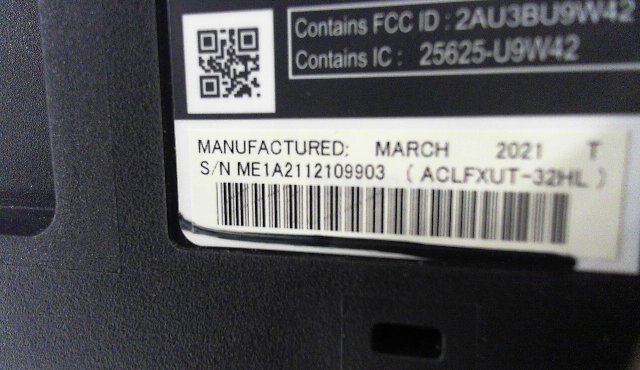 Contains FCC ID : 2AU3BU9W42
Contains IC : 25625-U9W42
MANUFACTURED: MARCH 2021 T
S/N ME1A2112109903 ( ACLFXUT-32HL )